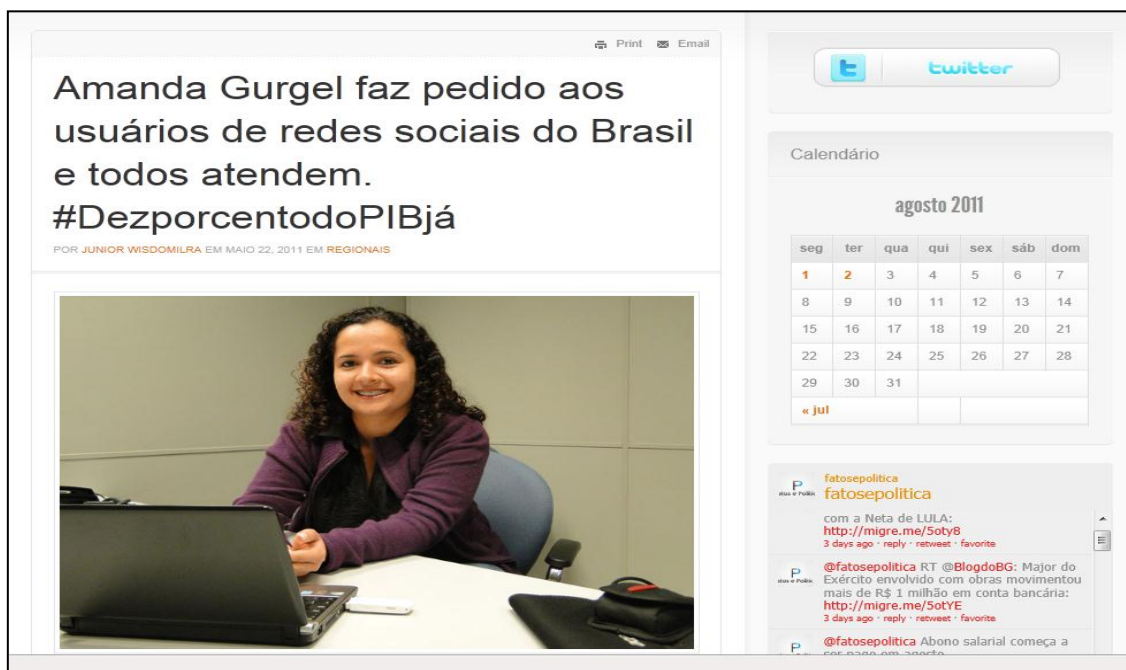 Print Email
Amanda Gurgel faz pedido aos
usuários de redes sociais do Brasil
e todos atendem.
#DezporcentodoPIBjá
POR JUNIOR WISDOMILRA EM MAIO 22, 2011 EM REGIONAIS
t twitter
Calendário
agosto 2011
seg ter qua qui sex sáb dom
1 2 3 4 5 6 7
8 9 10 11 12 13 14
15 16 17 18 19 20 21
22 23 24 25 26 27 28
29 30 31
« jul
fatosepolitica
fatosepolitica
com a Neta de LULA:
http://migre.me/5oty8
3 days ago · reply · retweet · favorite
@fatosepolitica RT @BlogdoBG: Major do
Exército envolvido com obras movimentou
mais de R$ 1 milhão em conta bancária:
http://migre.me/5otYE
3 days ago · reply · retweet · favorite
@fatosepolitica Abono salarial começa a
ser pago em agosto